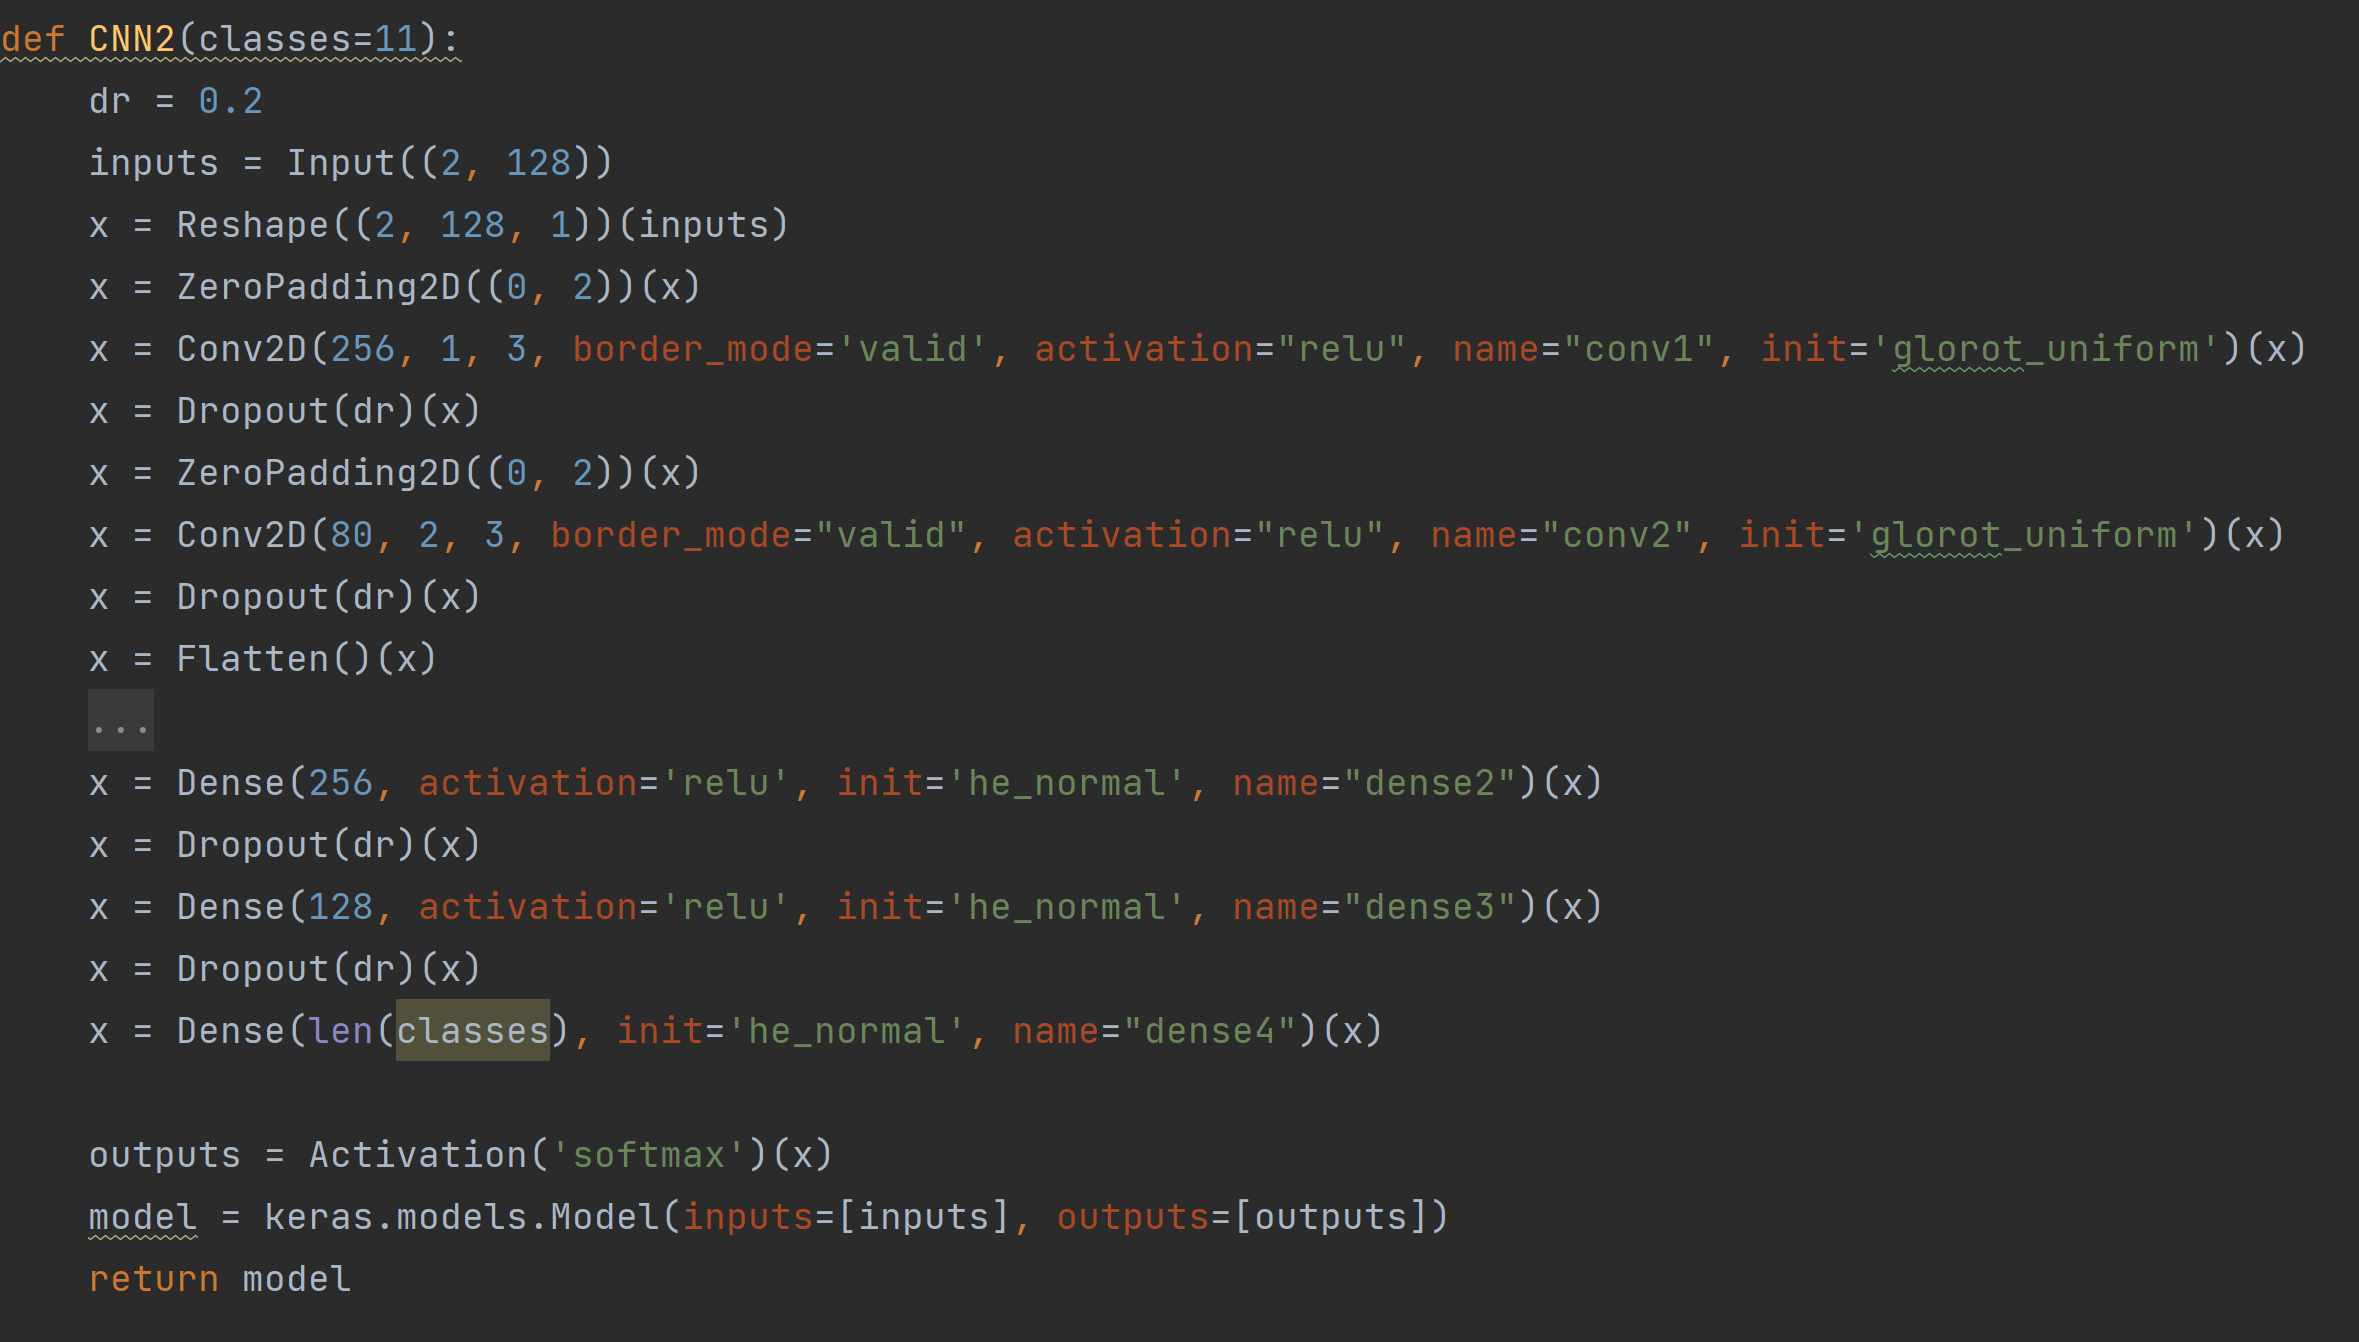 def CNN2(classes=11):
    dr = 0.2
    inputs = Input((2, 128))
    x = Reshape((2, 128, 1))(inputs)
    x = ZeroPadding2D((0, 2))(x)
    x = Conv2D(256, 1, 3, border_mode='valid', activation="relu", name="conv1", init='glorot_uniform')(x)
    x = Dropout(dr)(x)
    x = ZeroPadding2D((0, 2))(x)
    x = Conv2D(80, 2, 3, border_mode="valid", activation="relu", name="conv2", init='glorot_uniform')(x)
    x = Dropout(dr)(x)
    x = Flatten()(x)
    ...
    x = Dense(256, activation='relu', init='he_normal', name="dense2")(x)
    x = Dropout(dr)(x)
    x = Dense(128, activation='relu', init='he_normal', name="dense3")(x)
    x = Dropout(dr)(x)
    x = Dense(len(classes), init='he_normal', name="dense4")(x)
    outputs = Activation('softmax')(x)
    model = keras.models.Model(inputs=[inputs], outputs=[outputs])
    return model